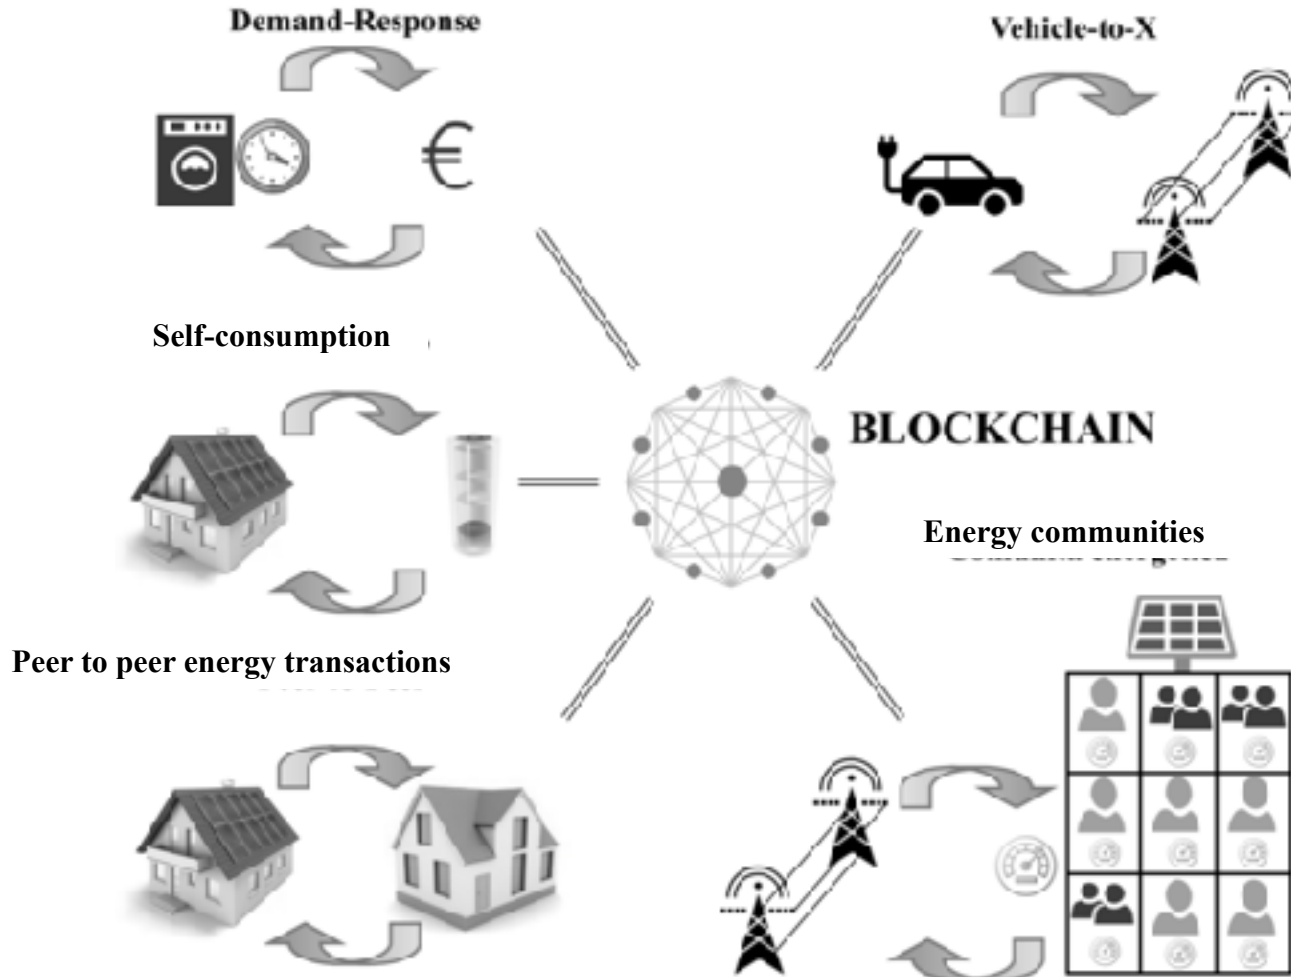 Demand-Response
Vehicle-to-X
€
Self-consumption
BLOCKCHAIN
Energy communities
Peer to peer energy transactions